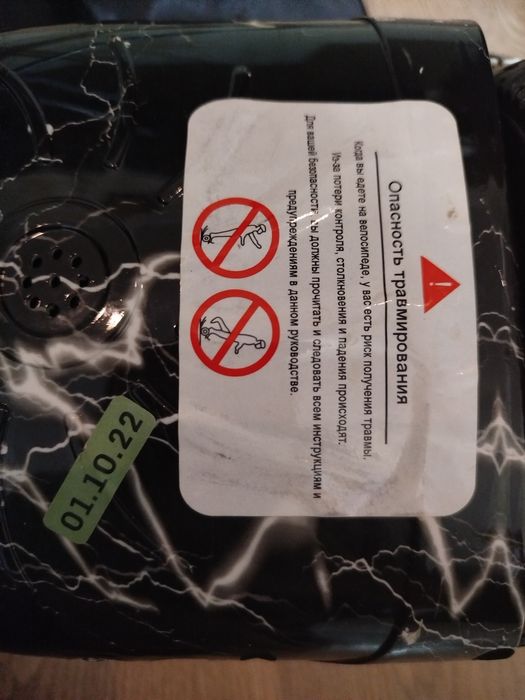 Опасность травмирования
Когда вы едете на велосипеде, у вас есть риск получения травмы.
Из-за потери контроля, столкновения и падения происходят.
Для вашей безопасности вы должны прочитать и следовать всем инструкциям и
предупреждениям в данном руководстве.
01.10.22